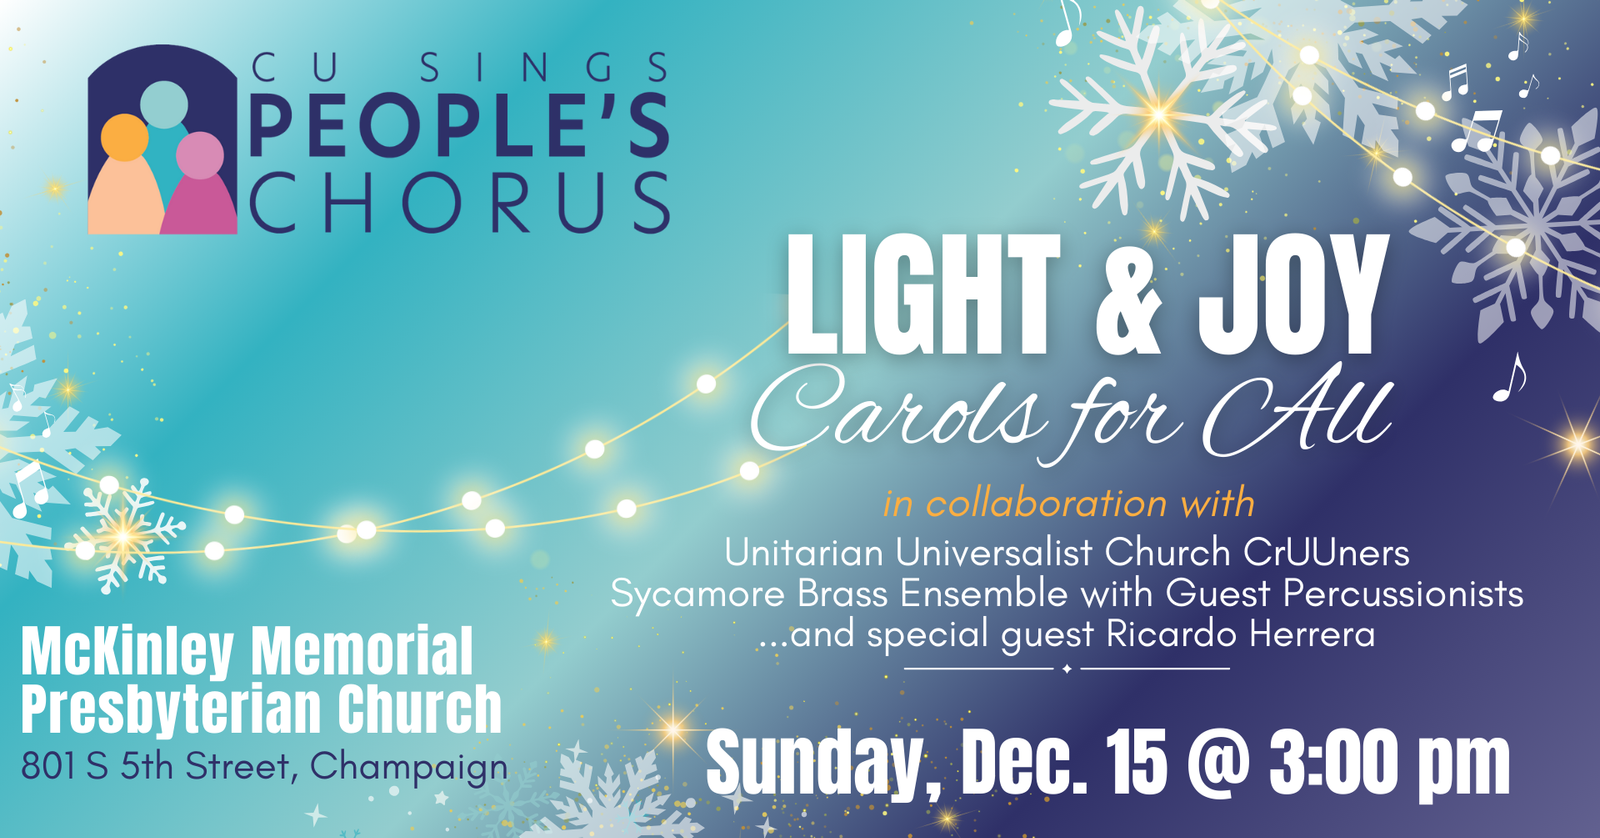 CU SINGS
PEOPLE'S
CHORUS
LIGHT & JOY
Carols for All
in collaboration with
Unitarian Universalist Church CrUUners
Sycamore Brass Ensemble with Guest Percussionists
...and special guest Ricardo Herrera
McKinley Memorial
Presbyterian Church
801 S 5th Street, Champaign
Sunday, Dec. 15 @ 3:00 pm